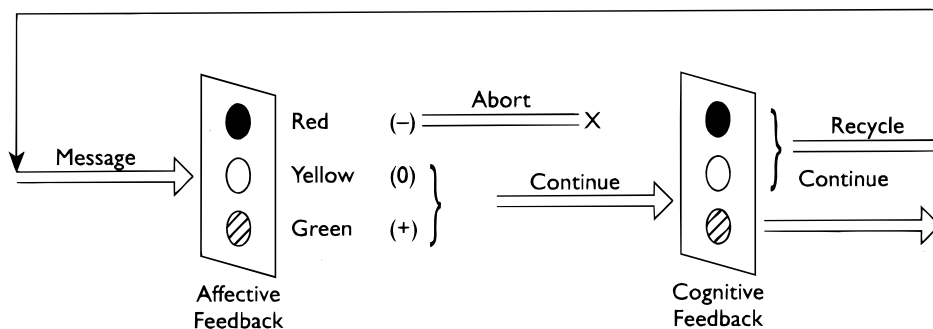 Message
Affective
Feedback
Red (–) Abort X
Yellow (0)
Green (+)
Continue
Cognitive
Feedback
Recycle
Continue